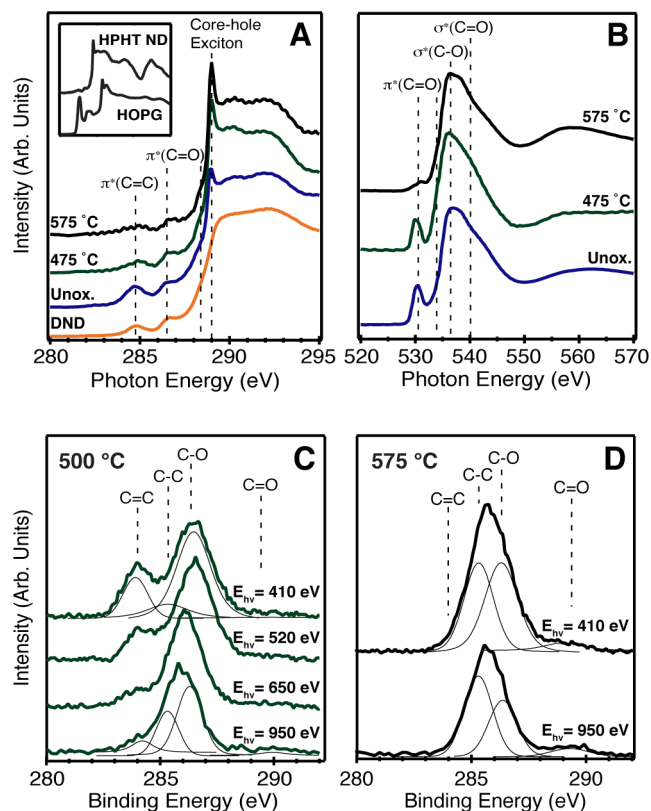 HPHT ND
HOPG
Core-hole
Exciton
A
π*(C=O)
π*(C=C)
575 °C
475 °C
Unox.
DND
Intensity (Arb. Units)
280 285 290 295
Photon Energy (eV)
σ*(C=O)
B
σ*(C-O)
π*(C=O)
575 °C
475 °C
Unox.
520 530 540 550 560 570
Photon Energy (eV)
500 °C
C
C-O
C-C
C=C
C=O
Ehv= 410 eV
Ehv= 520 eV
Ehv= 650 eV
Ehv= 950 eV
Intensity (Arb. Units)
280 285 290
Binding Energy (eV)
575 °C
D
C-O
C-C
C=C
C=O
Ehv= 410 eV
Ehv= 950 eV
280 285 290
Binding Energy (eV)